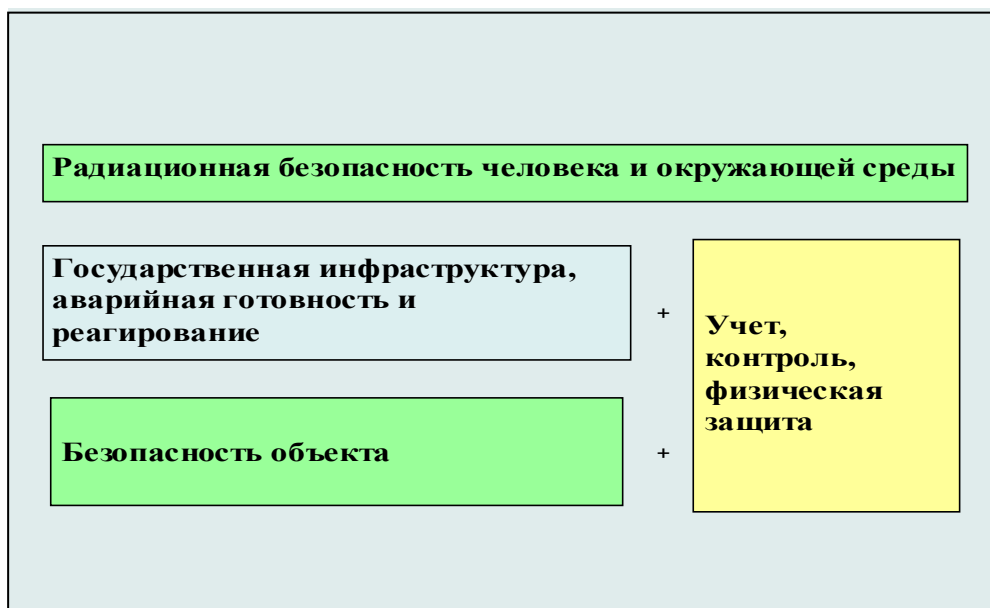 Радиационная безопасность человека и окружающей среды
Государственная инфраструктура,
аварийная готовность и
реагирование
+
Учет,
контроль,
физическая
защита
Безопасность объекта
+